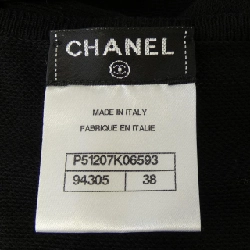 CHANEL
MADE IN ITALY
FABRIQUE EN ITALIE
P51207K06593
94305 38